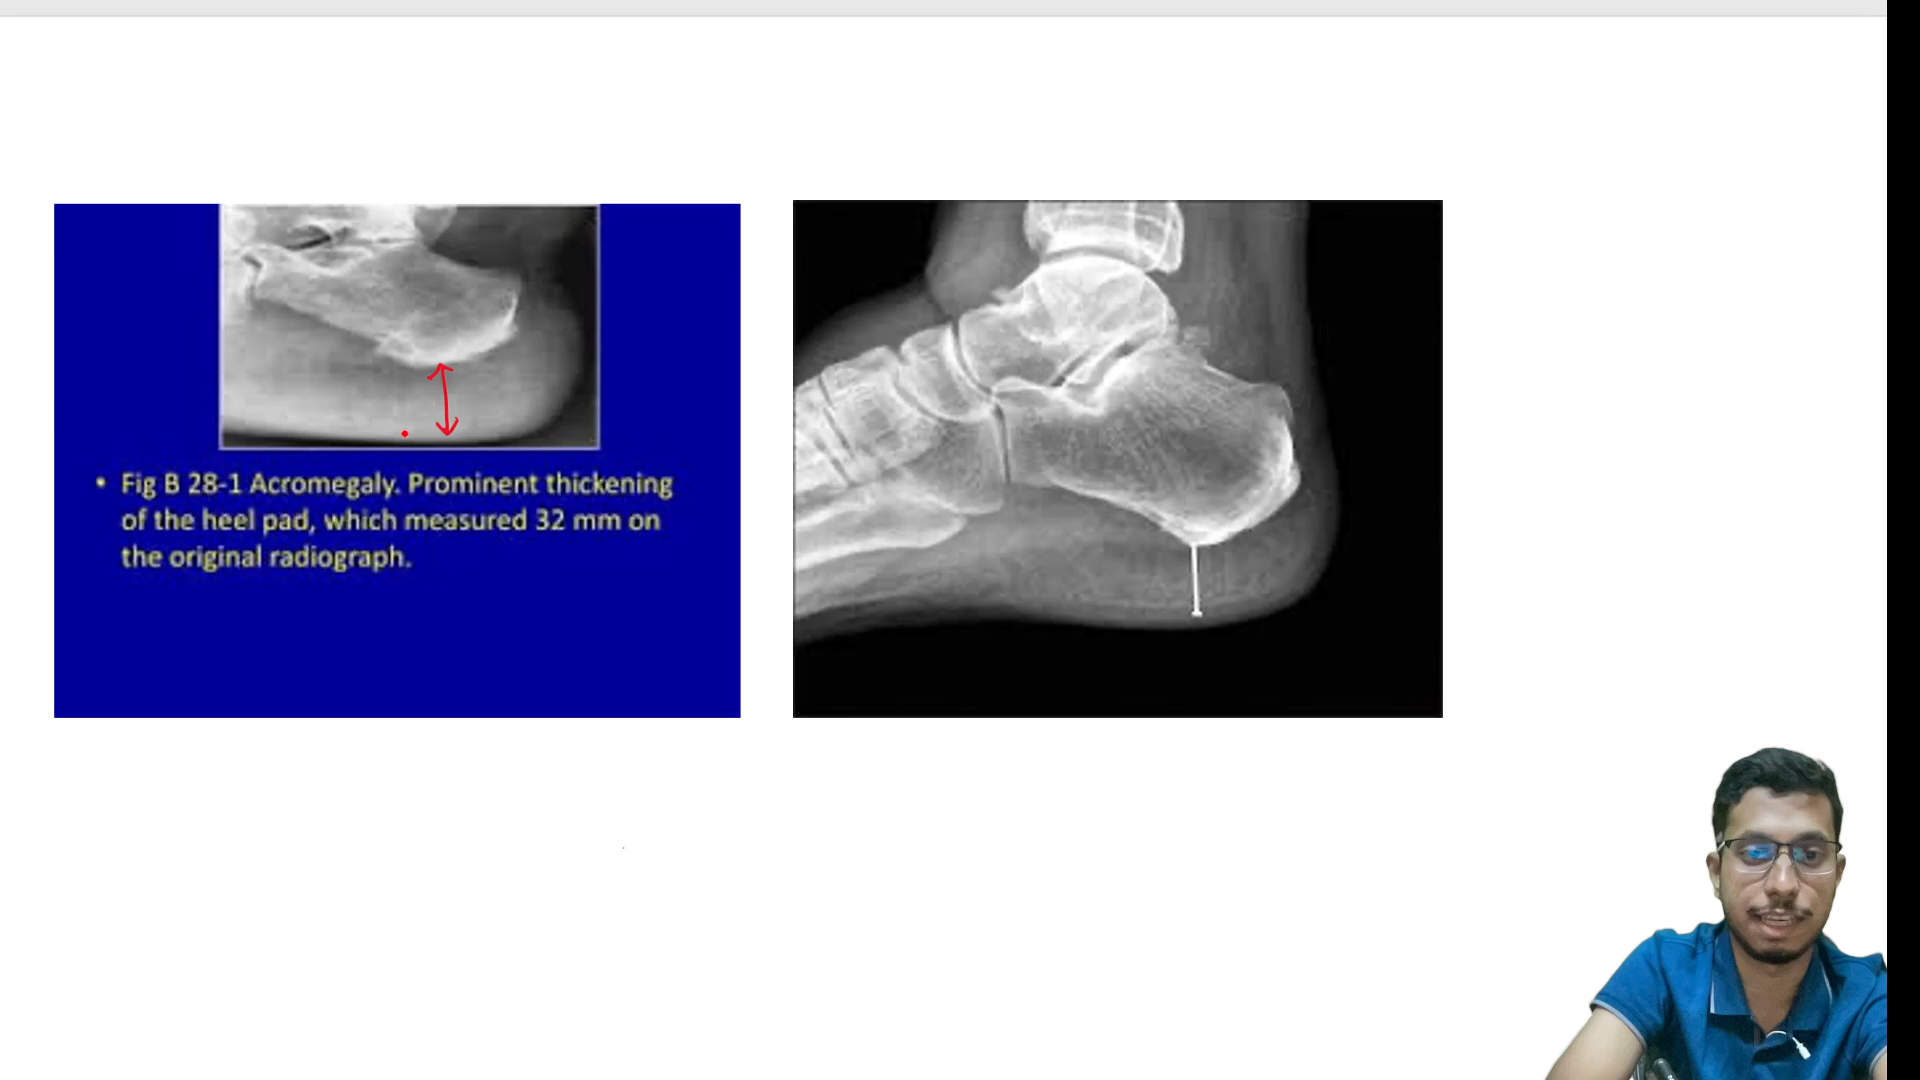 • Fig B 28-1 Acromegaly. Prominent thickening
of the heel pad, which measured 32 mm on
the original radiograph.